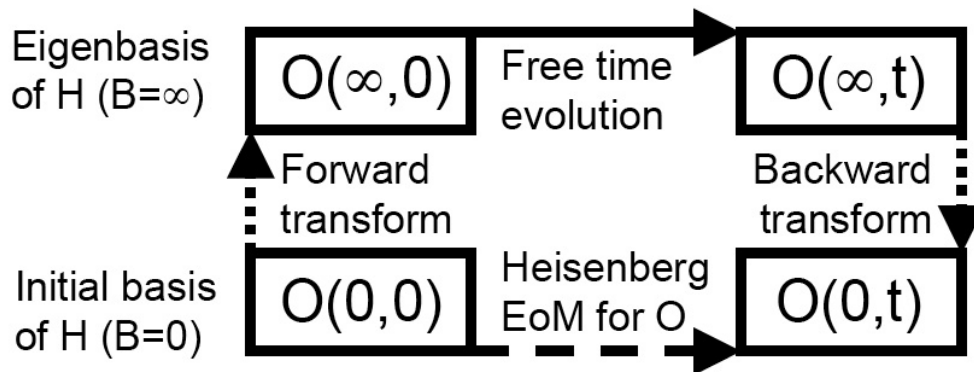 Eigenbasis
of H (B=∞)
O(∞,0)
Free time
evolution
O(∞,t)
Forward
transform
Backward
transform
Initial basis
of H (B=0)
O(0,0)
Heisenberg
EoM for O
O(0,t)